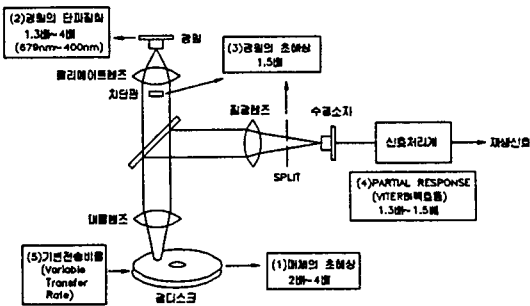 (2)광원의 단파장화
1.3배~4배
(679nm~400nm)
광원
(3)광원의 초해상
1.5배
콜리메이트렌즈
차단판
집광렌즈
수광소자
신호처리계
재생신호
SPLIT
(4)PARTIAL RESPONSE
(VITERBI복호등)
1.3배~1.5배
대물렌즈
(5)가변전송비율
(Variable
Transfer
Rate)
(1)매체의 초해상
2배~4배
광디스크